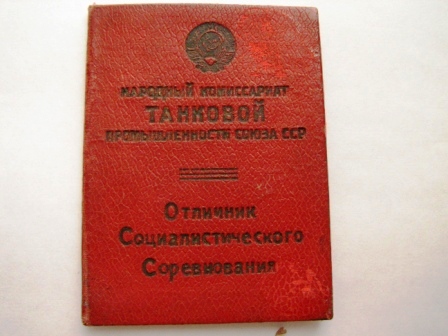 НАРОДНЫЙ КОМИССАРИАТ
ТАНКОВОЙ
ПРОМЫШЛЕННОСТИ СОЮЗА ССР
Отличник
Социалистического
Соревнования